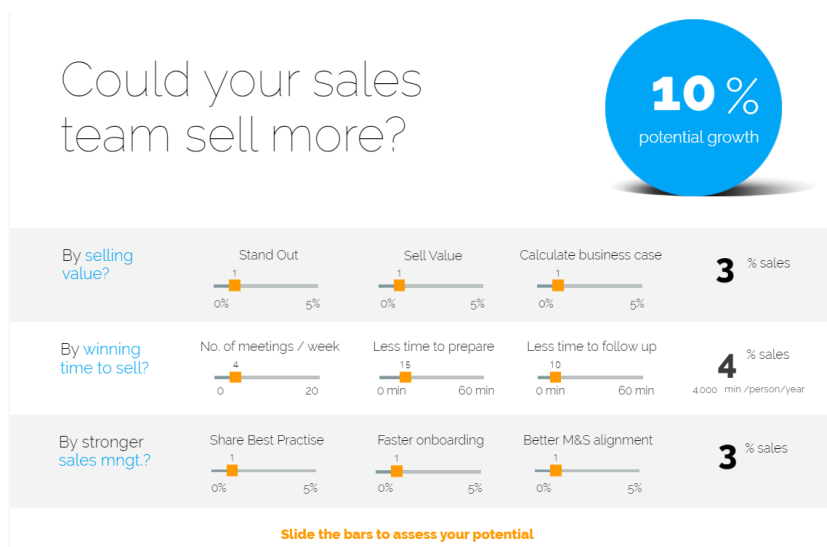 Could your sales
team sell more?
10 %
potential growth
By selling
value?
Stand Out
1
0% 5%
Sell Value
1
0% 5%
Calculate business case
1
0% 5%
3 % sales
By winning
time to sell?
No. of meetings / week
4
0 20
Less time to prepare
15
0 min 60 min
Less time to follow up
10
0 min 60 min
4 % sales
4.000 min /person/year
By stronger
sales mngt.?
Share Best Practise
1
0% 5%
Faster onboarding
1
0% 5%
Better M&S alignment
1
0% 5%
3 % sales
Slide the bars to assess your potential